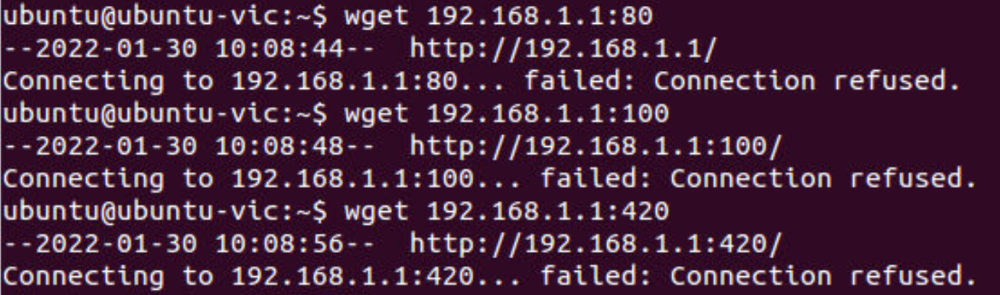 ubuntu@ubuntu-vic:~$ wget 192.168.1.1:80
--2022-01-30 10:08:44--  http://192.168.1.1/
Connecting to 192.168.1.1:80... failed: Connection refused.
ubuntu@ubuntu-vic:~$ wget 192.168.1.1:100
--2022-01-30 10:08:48--  http://192.168.1.1:100/
Connecting to 192.168.1.1:100... failed: Connection refused.
ubuntu@ubuntu-vic:~$ wget 192.168.1.1:420
--2022-01-30 10:08:56--  http://192.168.1.1:420/
Connecting to 192.168.1.1:420... failed: Connection refused.